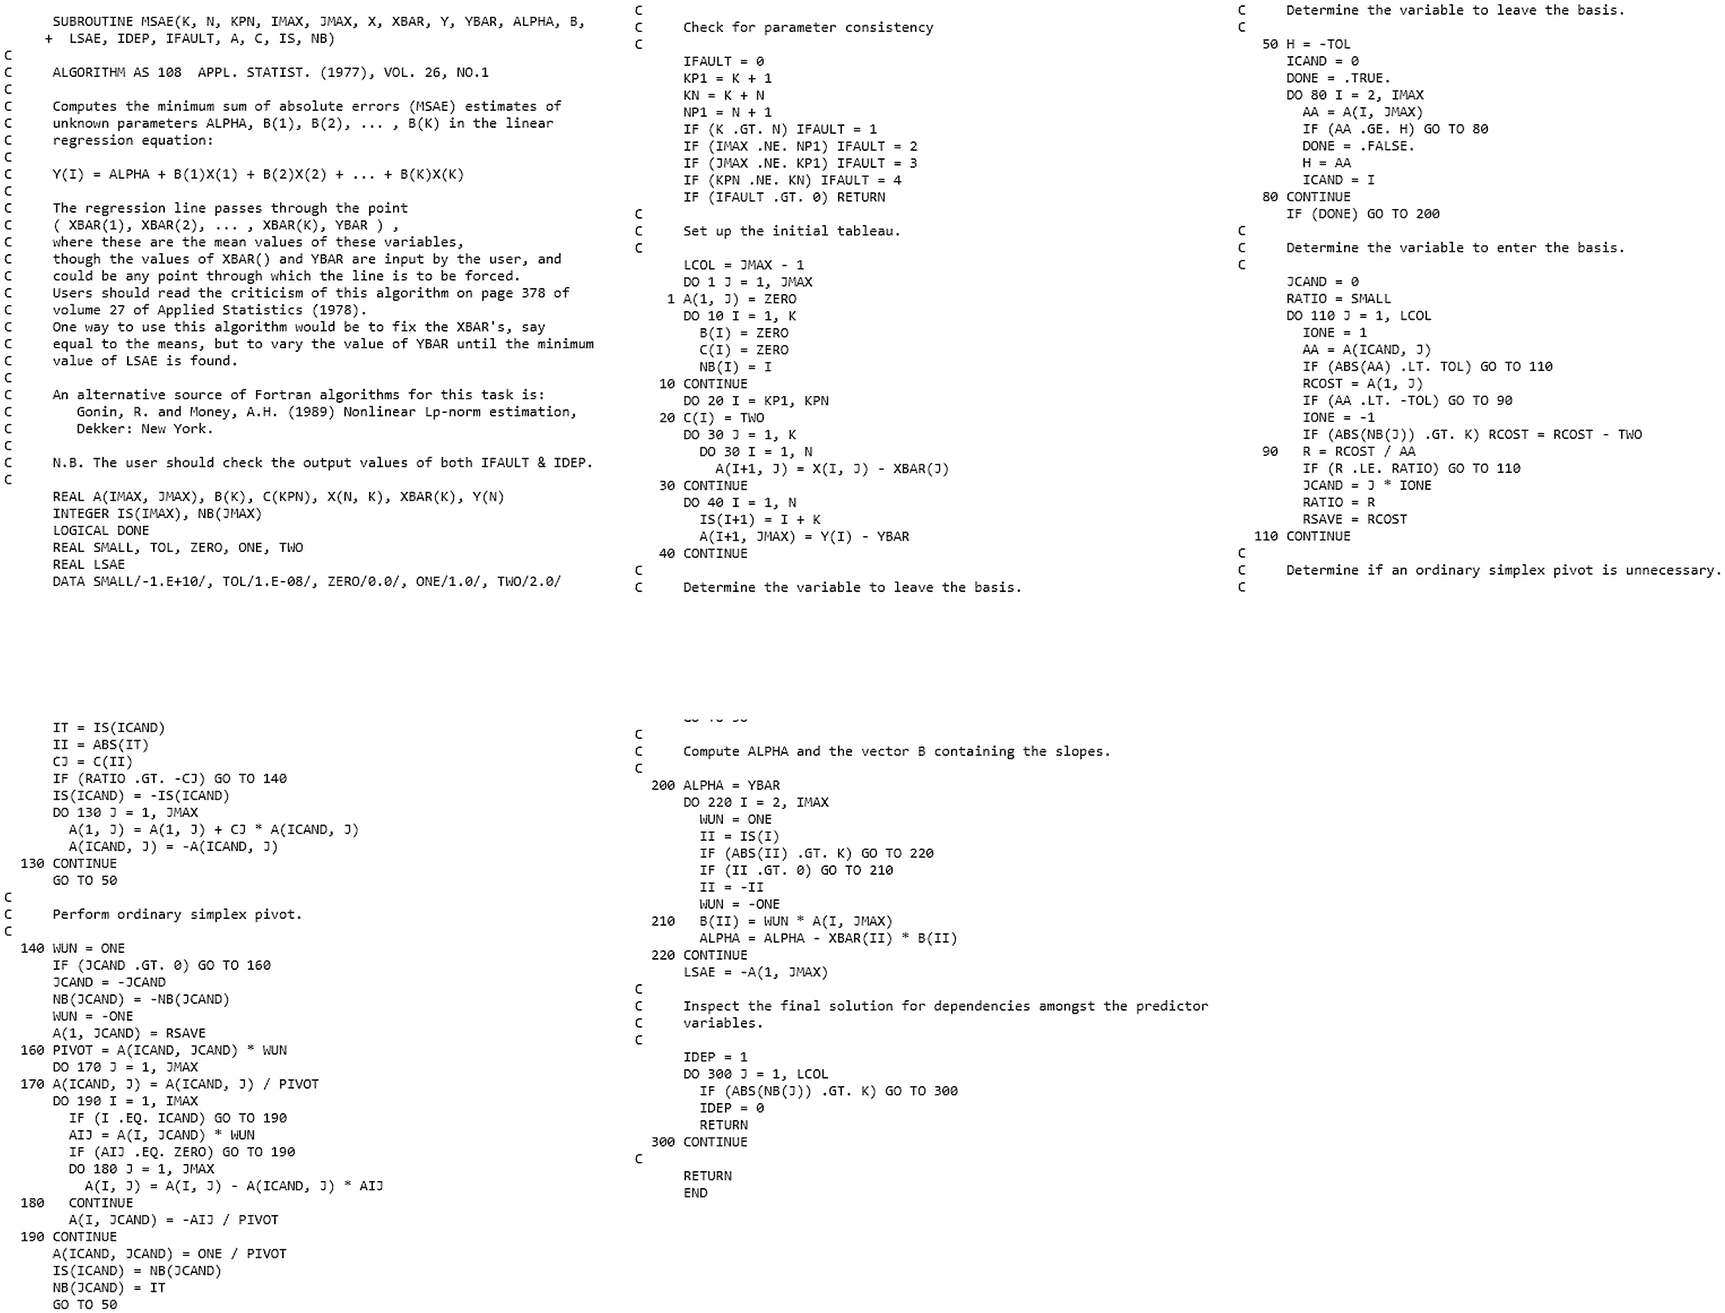 SUBROUTINE MSAE(K, N, KPN, IMAX, JMAX, X, XBAR, Y, YBAR, ALPHA, B,
     +  LSAE, IDEP, IFAULT, A, C, IS, NB)
C
C     ALGORITHM AS 108  APPL. STATIST. (1977), VOL. 26, NO.1
C
C     Computes the minimum sum of absolute errors (MSAE) estimates of
C     unknown parameters ALPHA, B(1), B(2), ... , B(K) in the linear
C     regression equation:
C
C     Y(I) = ALPHA + B(1)X(1) + B(2)X(2) + ... + B(K)X(K)
C
C     The regression line passes through the point
C     ( XBAR(1), XBAR(2), ... , XBAR(K), YBAR ) ,
C     where these are the mean values of these variables,
C     though the values of XBAR() and YBAR are input by the user, and
C     could be any point through which the line is to be forced.
C     Users should read the criticism of this algorithm on page 378 of
C     volume 27 of Applied Statistics (1978).
C     One way to use this algorithm would be to fix the XBAR's, say
C     equal to the means, but to vary the value of YBAR until the minimum
C     value of LSAE is found.
C
C     An alternative source of Fortran algorithms for this task is:
C        Gonin, R. and Money, A.H. (1989) Nonlinear Lp-norm estimation,
C        Dekker: New York.
C
C     N.B. The user should check the output values of both IFAULT & IDEP.
C
      REAL A(IMAX, JMAX), B(K), C(KPN), X(N, K), XBAR(K), Y(N)
      INTEGER IS(IMAX), NB(JMAX)
      LOGICAL DONE
      REAL SMALL, TOL, ZERO, ONE, TWO
      REAL LSAE
      DATA SMALL/-1.E+10/, TOL/1.E-08/, ZERO/0.0/, ONE/1.0/, TWO/2.0/
C
C     Check for parameter consistency
C
      IFAULT = 0
      KP1 = K + 1
      KN = K + N
      NP1 = N + 1
      IF (K .GT. N) IFAULT = 1
      IF (IMAX .NE. NP1) IFAULT = 2
      IF (JMAX .NE. KP1) IFAULT = 3
      IF (KPN .NE. KN) IFAULT = 4
      IF (IFAULT .GT. 0) RETURN
C
C     Set up the initial tableau.
C
      LCOL = JMAX - 1
      DO 1 J = 1, JMAX
    1 A(1, J) = ZERO
      DO 10 I = 1, K
        B(I) = ZERO
        C(I) = ZERO
        NB(I) = I
   10 CONTINUE
      DO 20 I = KP1, KPN
   20 C(I) = TWO
      DO 30 J = 1, K
        DO 30 I = 1, N
          A(I+1, J) = X(I, J) - XBAR(J)
   30 CONTINUE
      DO 40 I = 1, N
        IS(I+1) = I + K
        A(I+1, JMAX) = Y(I) - YBAR
   40 CONTINUE
C
C     Determine the variable to leave the basis.
C     Determine the variable to leave the basis.
C
   50 H = -TOL
      ICAND = 0
      DONE = .TRUE.
      DO 80 I = 2, IMAX
        AA = A(I, JMAX)
        IF (AA .GE. H) GO TO 80
        DONE = .FALSE.
        H = AA
        ICAND = I
   80 CONTINUE
      IF (DONE) GO TO 200
C
C     Determine the variable to enter the basis.
C
      JCAND = 0
      RATIO = SMALL
      DO 110 J = 1, LCOL
        IONE = 1
        AA = A(ICAND, J)
        IF (ABS(AA) .LT. TOL) GO TO 110
        RCOST = A(1, J)
        IF (AA .LT. -TOL) GO TO 90
        IONE = -1
        IF (ABS(NB(J)) .GT. K) RCOST = RCOST - TWO
   90   R = RCOST / AA
        IF (R .LE. RATIO) GO TO 110
        JCAND = J * IONE
        RATIO = R
        RSAVE = RCOST
  110 CONTINUE
C
C     Determine if an ordinary simplex pivot is unnecessary.
C
      IT = IS(ICAND)
      II = ABS(IT)
      CJ = C(II)
      IF (RATIO .GT. -CJ) GO TO 140
      IS(ICAND) = -IS(ICAND)
      DO 130 J = 1, JMAX
        A(1, J) = A(1, J) + CJ * A(ICAND, J)
        A(ICAND, J) = -A(ICAND, J)
  130 CONTINUE
      GO TO 50
C
C     Perform ordinary simplex pivot.
C
  140 WUN = ONE
      IF (JCAND .GT. 0) GO TO 160
      JCAND = -JCAND
      NB(JCAND) = -NB(JCAND)
      WUN = -ONE
      A(1, JCAND) = RSAVE
  160 PIVOT = A(ICAND, JCAND) * WUN
      DO 170 J = 1, JMAX
  170 A(ICAND, J) = A(ICAND, J) / PIVOT
      DO 190 I = 1, IMAX
        IF (I .EQ. ICAND) GO TO 190
        AIJ = A(I, JCAND) * WUN
        IF (AIJ .EQ. ZERO) GO TO 190
        DO 180 J = 1, JMAX
          A(I, J) = A(I, J) - A(ICAND, J) * AIJ
  180   CONTINUE
        A(I, JCAND) = -AIJ / PIVOT
  190 CONTINUE
      A(ICAND, JCAND) = ONE / PIVOT
      IS(ICAND) = NB(JCAND)
      NB(JCAND) = IT
      GO TO 50
C
C     Compute ALPHA and the vector B containing the slopes.
C
  200 ALPHA = YBAR
      DO 220 I = 2, IMAX
        WUN = ONE
        II = IS(I)
        IF (ABS(II) .GT. K) GO TO 220
        IF (II .GT. 0) GO TO 210
        II = -II
        WUN = -ONE
  210   B(II) = WUN * A(I, JMAX)
        ALPHA = ALPHA - XBAR(II) * B(II)
  220 CONTINUE
      LSAE = -A(1, JMAX)
C
C     Inspect the final solution for dependencies amongst the predictor
C     variables.
C
      IDEP = 1
      DO 300 J = 1, LCOL
        IF (ABS(NB(J)) .GT. K) GO TO 300
        IDEP = 0
        RETURN
  300 CONTINUE
C
      RETURN
      END